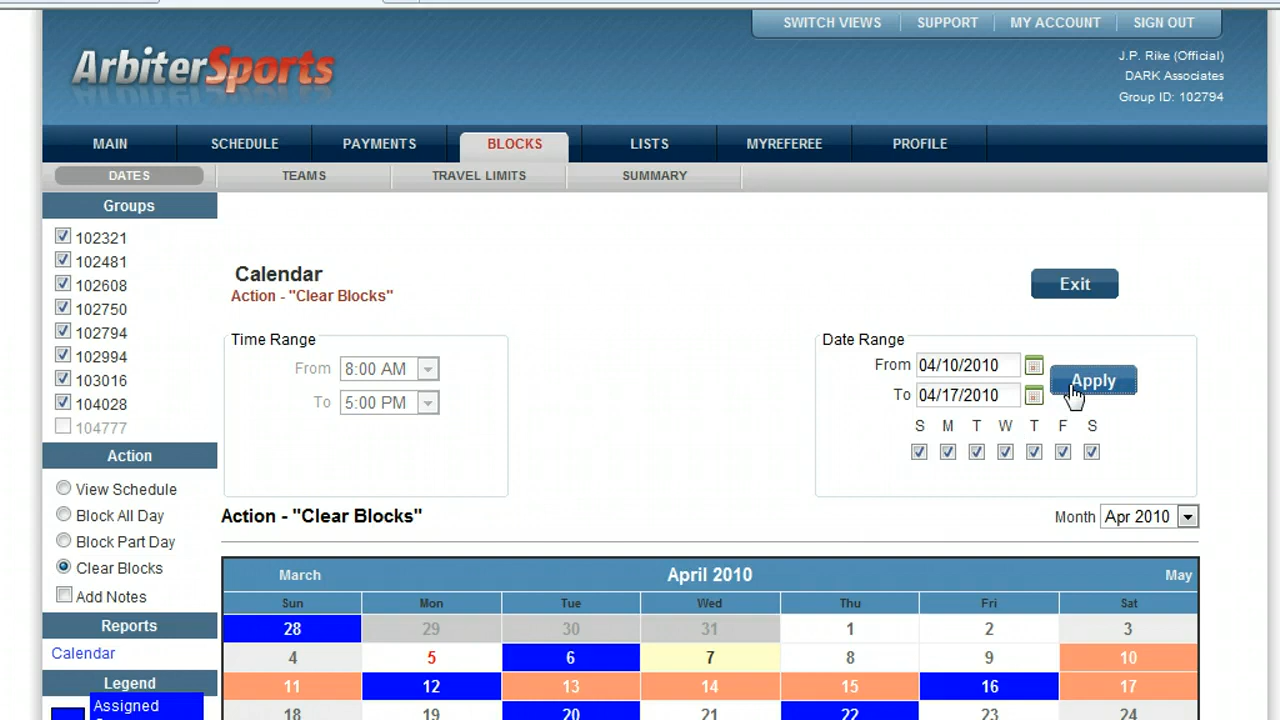 SWITCH VIEWS SUPPORT MY ACCOUNT SIGN OUT
ArbiterSports
J.P. Rike (Official)
DARK Associates
Group ID: 102794
MAIN SCHEDULE PAYMENTS BLOCKS LISTS MYREFEREE PROFILE
DATES TEAMS TRAVEL LIMITS SUMMARY
Groups
102321
102481
102608
102750
102794
102994
103016
104028
104777
Action
View Schedule
Block All Day
Block Part Day
Clear Blocks
Add Notes
Reports
Calendar
Legend
Assigned
Calendar
Action - "Clear Blocks"
Exit
Time Range
From 8:00 AM
To 5:00 PM
Date Range
From 04/10/2010
To 04/17/2010
Apply
S M T W T F S
Action - "Clear Blocks"
Month Apr 2010
March April 2010 May
Sun Mon Tue Wed Thu Fri Sat
28 29 30 31 1 2 3
4 5 6 7 8 9 10
11 12 13 14 15 16 17
18 19 20 21 22 23 24